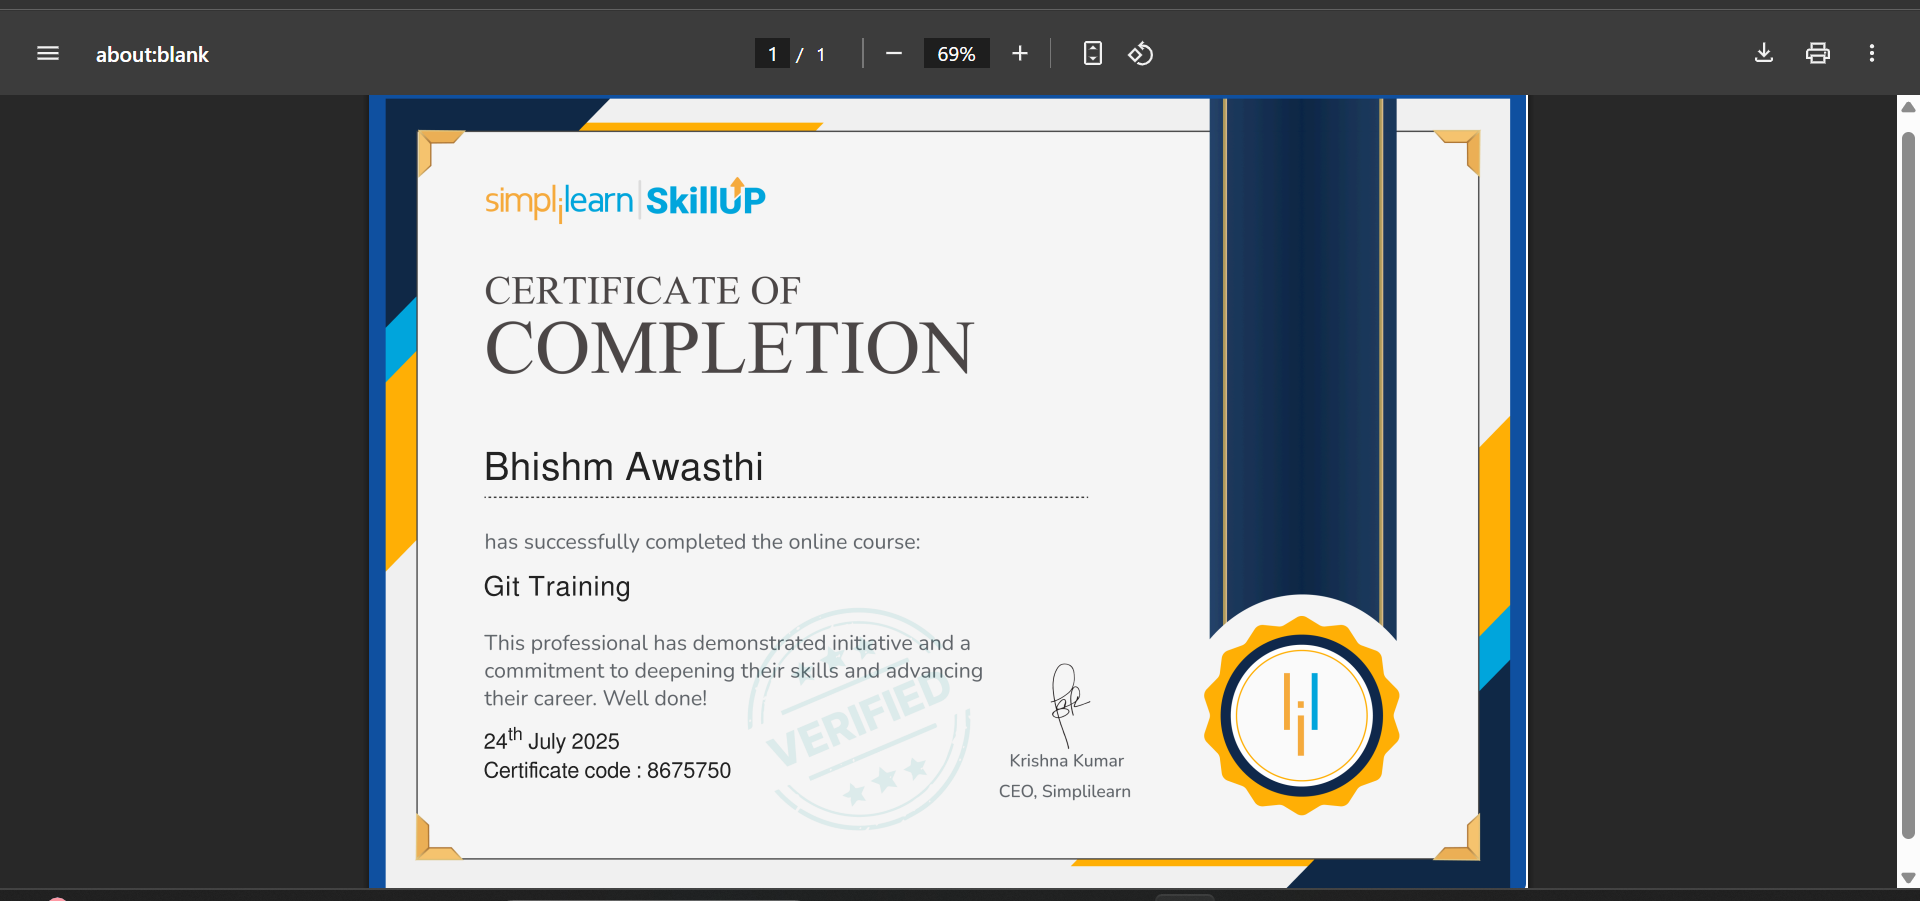 about:blank
1 / 1
69%
simplilearn SkillUP
CERTIFICATE OF
COMPLETION
Bhishm Awasthi
has successfully completed the online course:
Git Training
This professional has demonstrated initiative and a
commitment to deepening their skills and advancing
their career. Well done!
VERIFIED
24th July 2025
Certificate code : 8675750
Krishna Kumar
CEO, Simplilearn